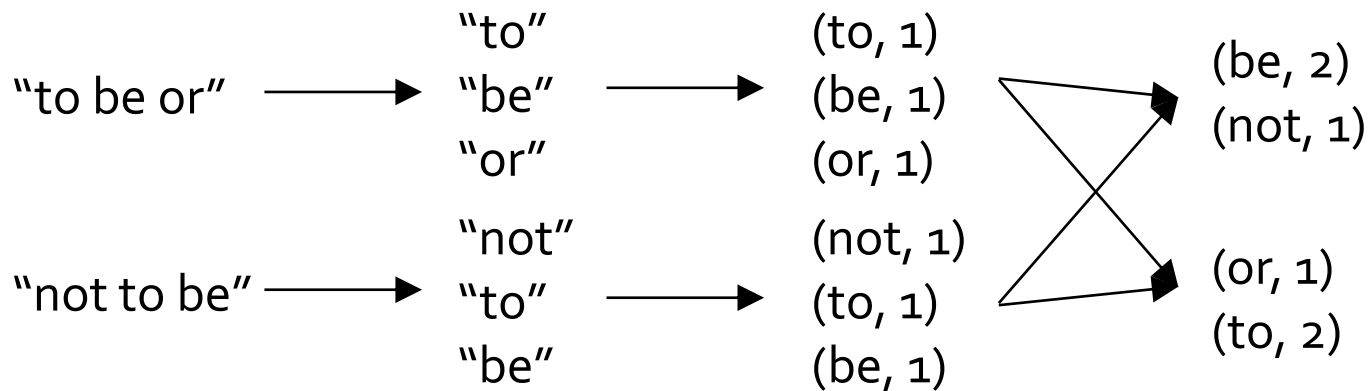 “to be or”
“to”
“be”
“or”
(to, 1)
(be, 1)
(or, 1)
(be, 2)
(not, 1)
“not to be”
“not”
“to”
“be”
(not, 1)
(to, 1)
(be, 1)
(or, 1)
(to, 2)